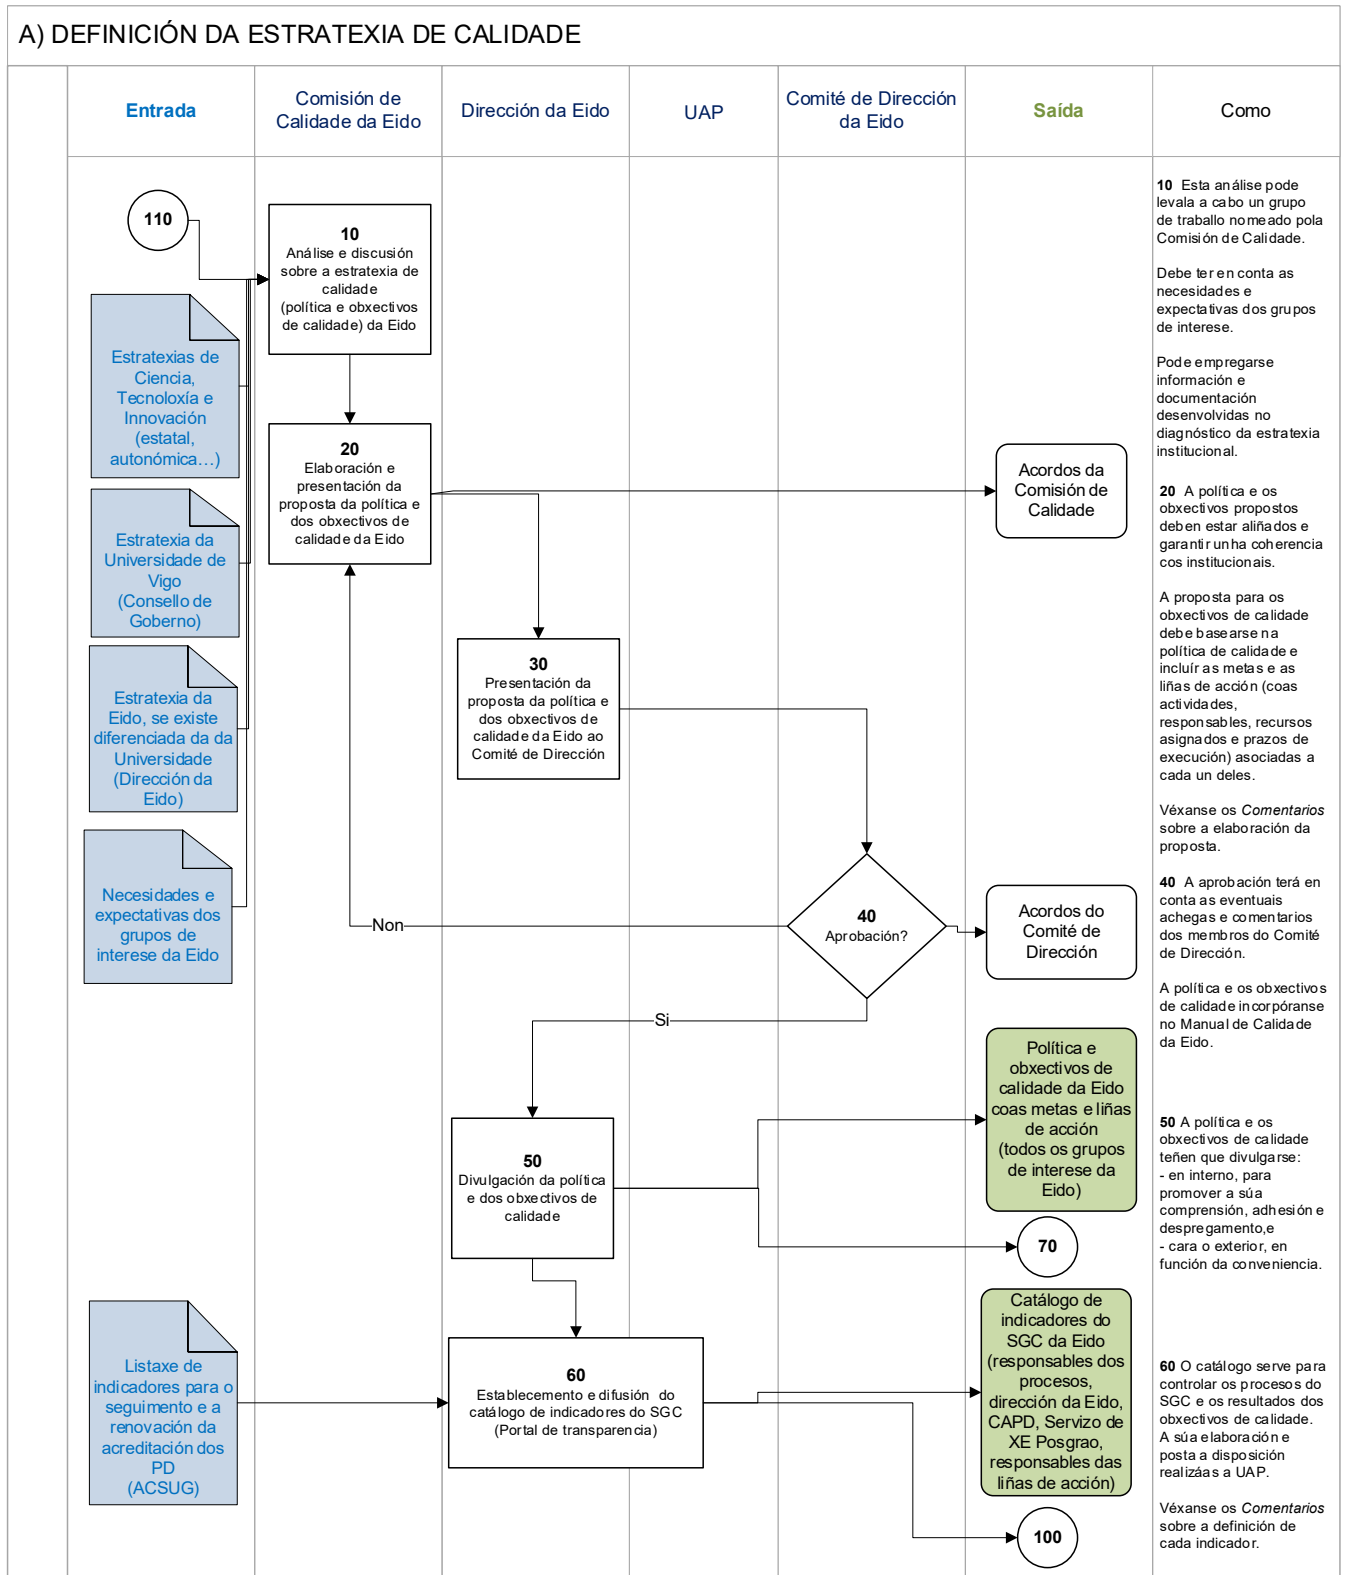 A) DEFINICIÓN DA ESTRATEXIA DE CALIDADE
Entrada
Comisión de
Calidade da Eido
Dirección da Eido
UAP
Comité de Dirección
da Eido
Saída
Como
110
Estratexias de
Ciencia,
Tecnoloxía e
Innovación
(estatal,
autonómica…)
Estratexia da
Universidade de
Vigo
(Consello de
Goberno)
Estratexia da
Eido, se existe
diferenciada da da
Universidade
(Dirección da
Eido)
Necesidades e
expectativas dos
grupos de
interese da Eido
Listaxe de
indicadores para o
seguimento e a
renovación da
acreditación dos
PD
(ACSUG)
10
Análise e discusión
sobre a estratexia de
calidade
(política e obxectivos
de calidade) da Eido
20
Elaboración e
presentación da
proposta da política e
dos obxectivos de
calidade da Eido
30
Presentación da
proposta da política e
dos obxectivos de
calidade da Eido ao
Comité de Dirección
40
Aprobación?
Non
Si
50
Divulgación da política
e dos obxectivos de
calidade
60
Establecemento e difusión do
catálogo de indicadores do SGC
(Portal de transparencia)
Acordos da
Comisión de
Calidade
Acordos do
Comité de
Dirección
Política e
obxectivos de
calidade da Eido
coas metas e liñas
de acción
(todos os grupos
de interese da
Eido)
70
Catálogo de
indicadores do
SGC da Eido
(responsables dos
procesos,
dirección da Eido,
CAPD, Servizo de
XE Posgrao,
responsables das
liñas de acción)
100
10 Esta análise pode
levala a cabo un grupo
de traballo nomeado pola
Comisión de Calidade.
Debe ter en conta as
necesidades e
expectativas dos grupos
de interese.
Pode empregarse
información e
documentación
desenvolvidas no
diagnóstico da estratexia
institucional.
20 A política e os
obxectivos propostos
deben estar aliñados e
garantir unha coherencia
cos institucionais.
A proposta para os
obxectivos de calidade
debe basearse na
política de calidade e
incluír as metas e as
liñas de acción (coas
actividades,
responsables, recursos
asignados e prazos de
execución) asociadas a
cada un deles.
Véxanse os Comentarios
sobre a elaboración da
proposta.
40 A aprobación terá en
conta as eventuais
achegas e comentarios
dos membros do Comité
de Dirección.
A política e os obxectivos
de calidade incorpóranse
no Manual de Calidade
da Eido.
50 A política e os
obxectivos de calidade
teñen que divulgarse:
- en interno, para
promover a súa
comprensión, adhesión e
despregamento,e
- cara o exterior, en
función da conveniencia.
60 O catálogo serve para
controlar os procesos do
SGC e os resultados dos
obxectivos de calidade.
A súa elaboración e
posta a disposición
realizáas a UAP.
Véxanse os Comentarios
sobre a definición de
cada indicador.